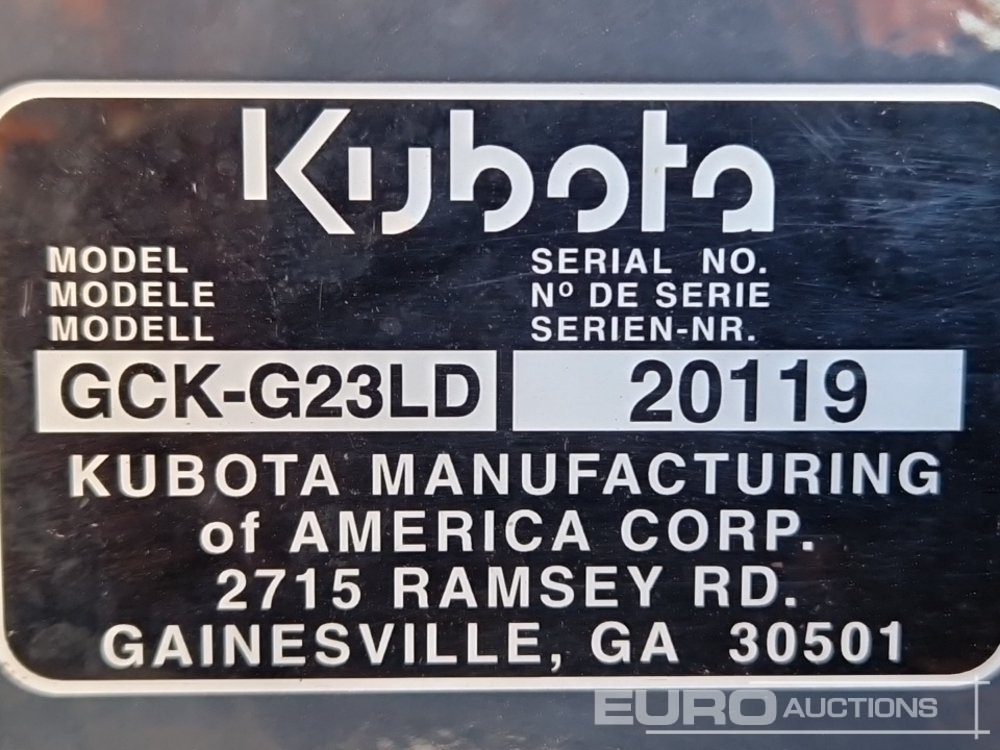 Kubota
MODEL SERIAL NO.
MODELE Nº DE SERIE
MODELL SERIEN-NR.
GCK-G23LD 20119
KUBOTA MANUFACTURING
of AMERICA CORP.
2715 RAMSEY RD.
GAINESVILLE, GA 30501
EURO AUCTIONS